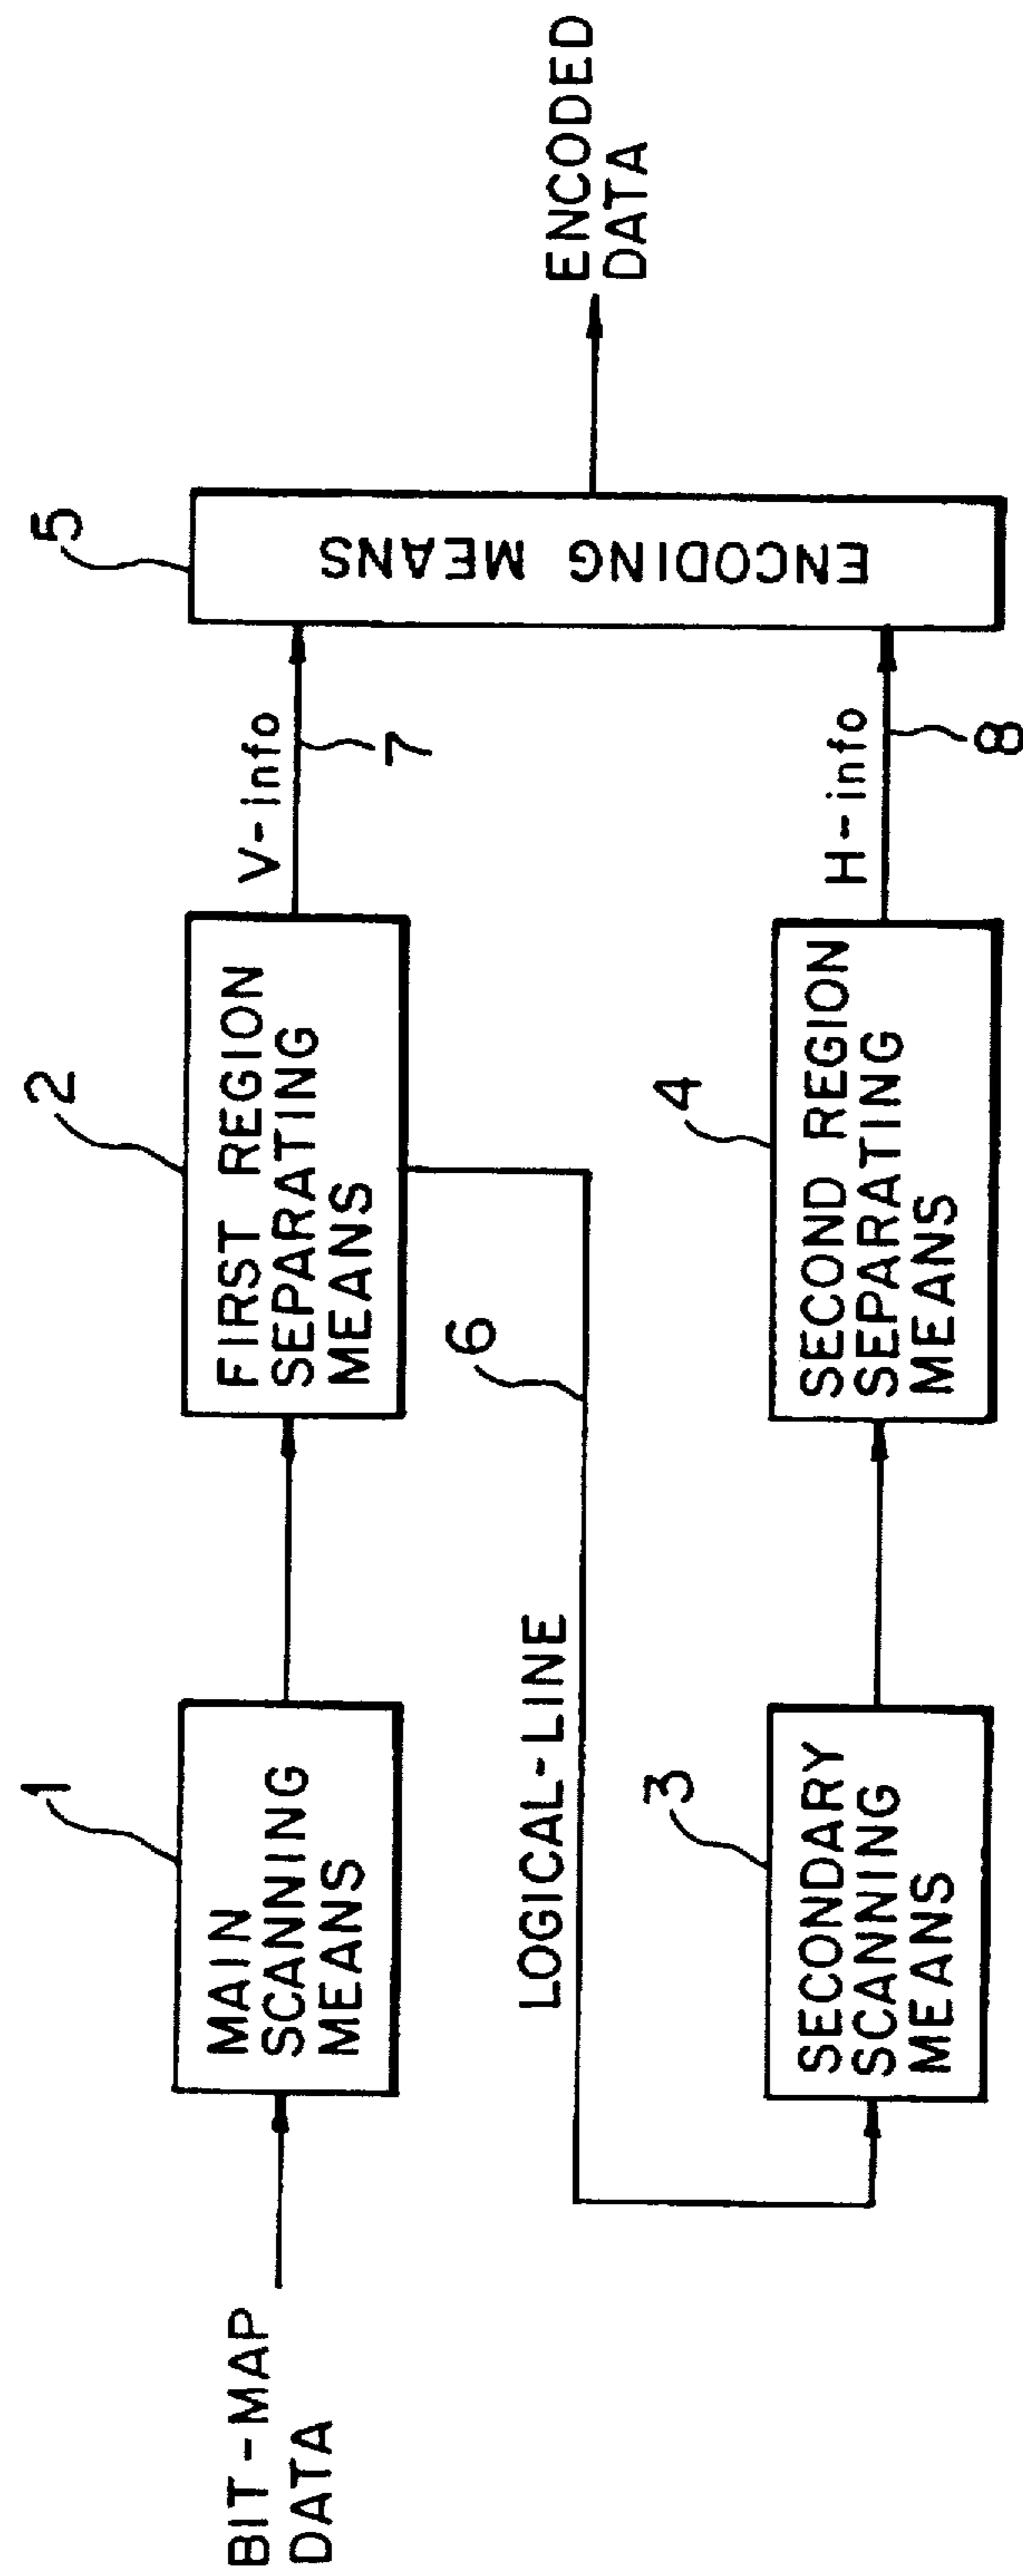 BIT-MAP
DATA
1
MAIN
SCANNING
MEANS
2
FIRST REGION
SEPARATING
MEANS
V-info
7
5
ENCODING MEANS
ENCODED
DATA
LOGICAL-LINE
6
3
SECONDARY
SCANNING
MEANS
4
SECOND REGION
SEPARATING
MEANS
H-info
8